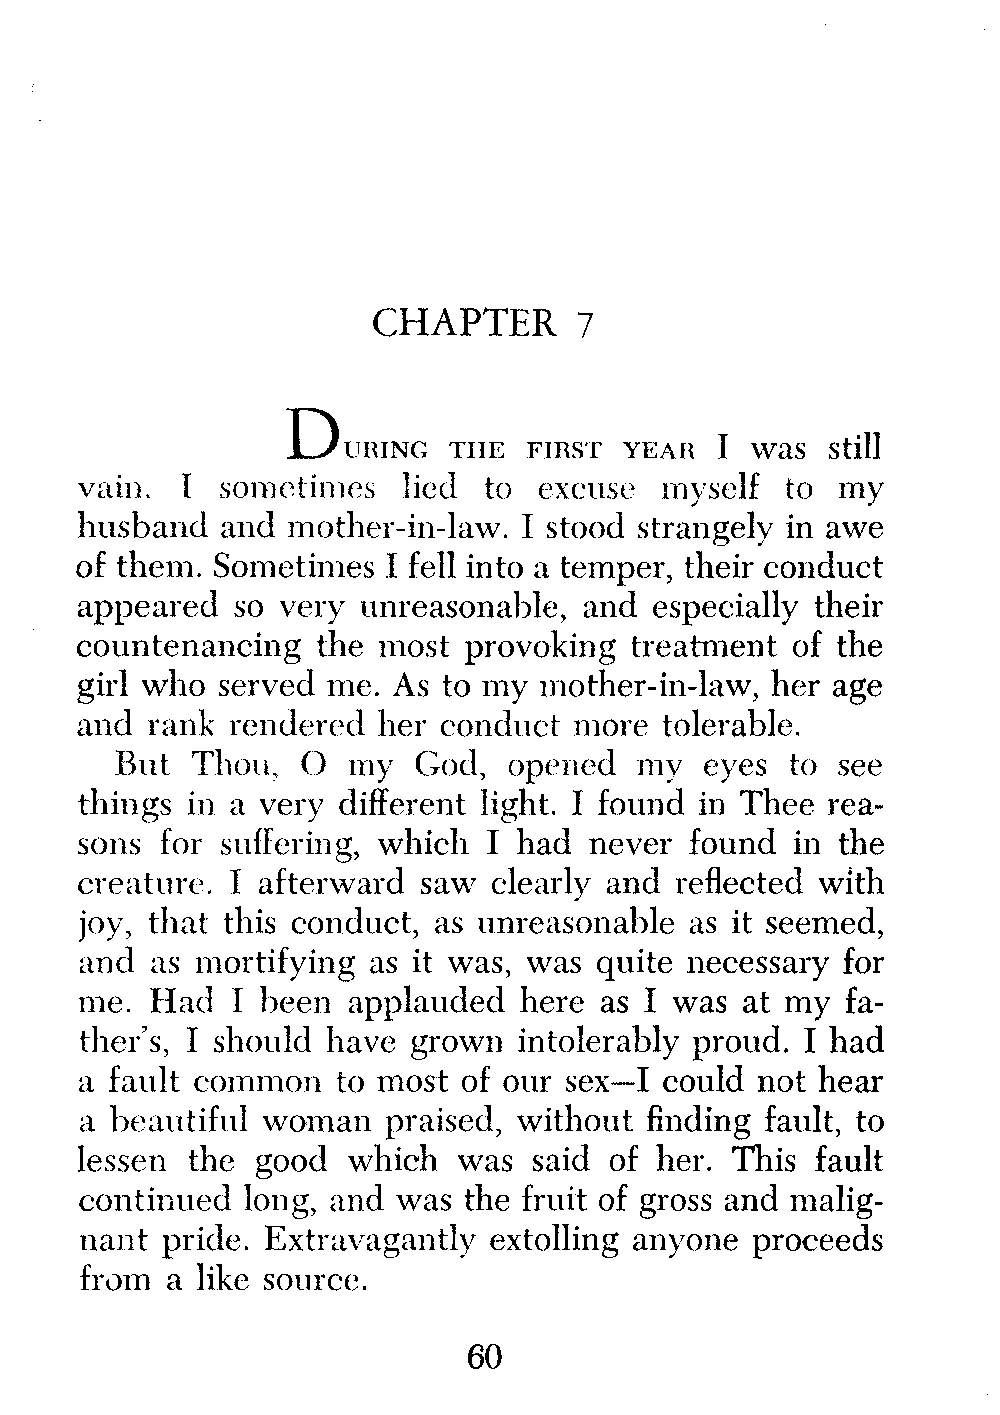 CHAPTER 7
DURING THE FIRST YEAR I was still
vain. I sometimes lied to excuse myself to my
husband and mother-in-law. I stood strangely in awe
of them. Sometimes I fell into a temper, their conduct
appeared so very unreasonable, and especially their
countenancing the most provoking treatment of the
girl who served me. As to my mother-in-law, her age
and rank rendered her conduct more tolerable.
But Thou, O my God, opened my eyes to see
things in a very different light. I found in Thee rea-
sons for suffering, which I had never found in the
creature. I afterward saw clearly and reflected with
joy, that this conduct, as unreasonable as it seemed,
and as mortifying as it was, was quite necessary for
me. Had I been applauded here as I was at my fa-
ther's, I should have grown intolerably proud. I had
a fault common to most of our sex—I could not hear
a beautiful woman praised, without finding fault, to
lessen the good which was said of her. This fault
continued long, and was the fruit of gross and malig-
nant pride. Extravagantly extolling anyone proceeds
from a like source.
60